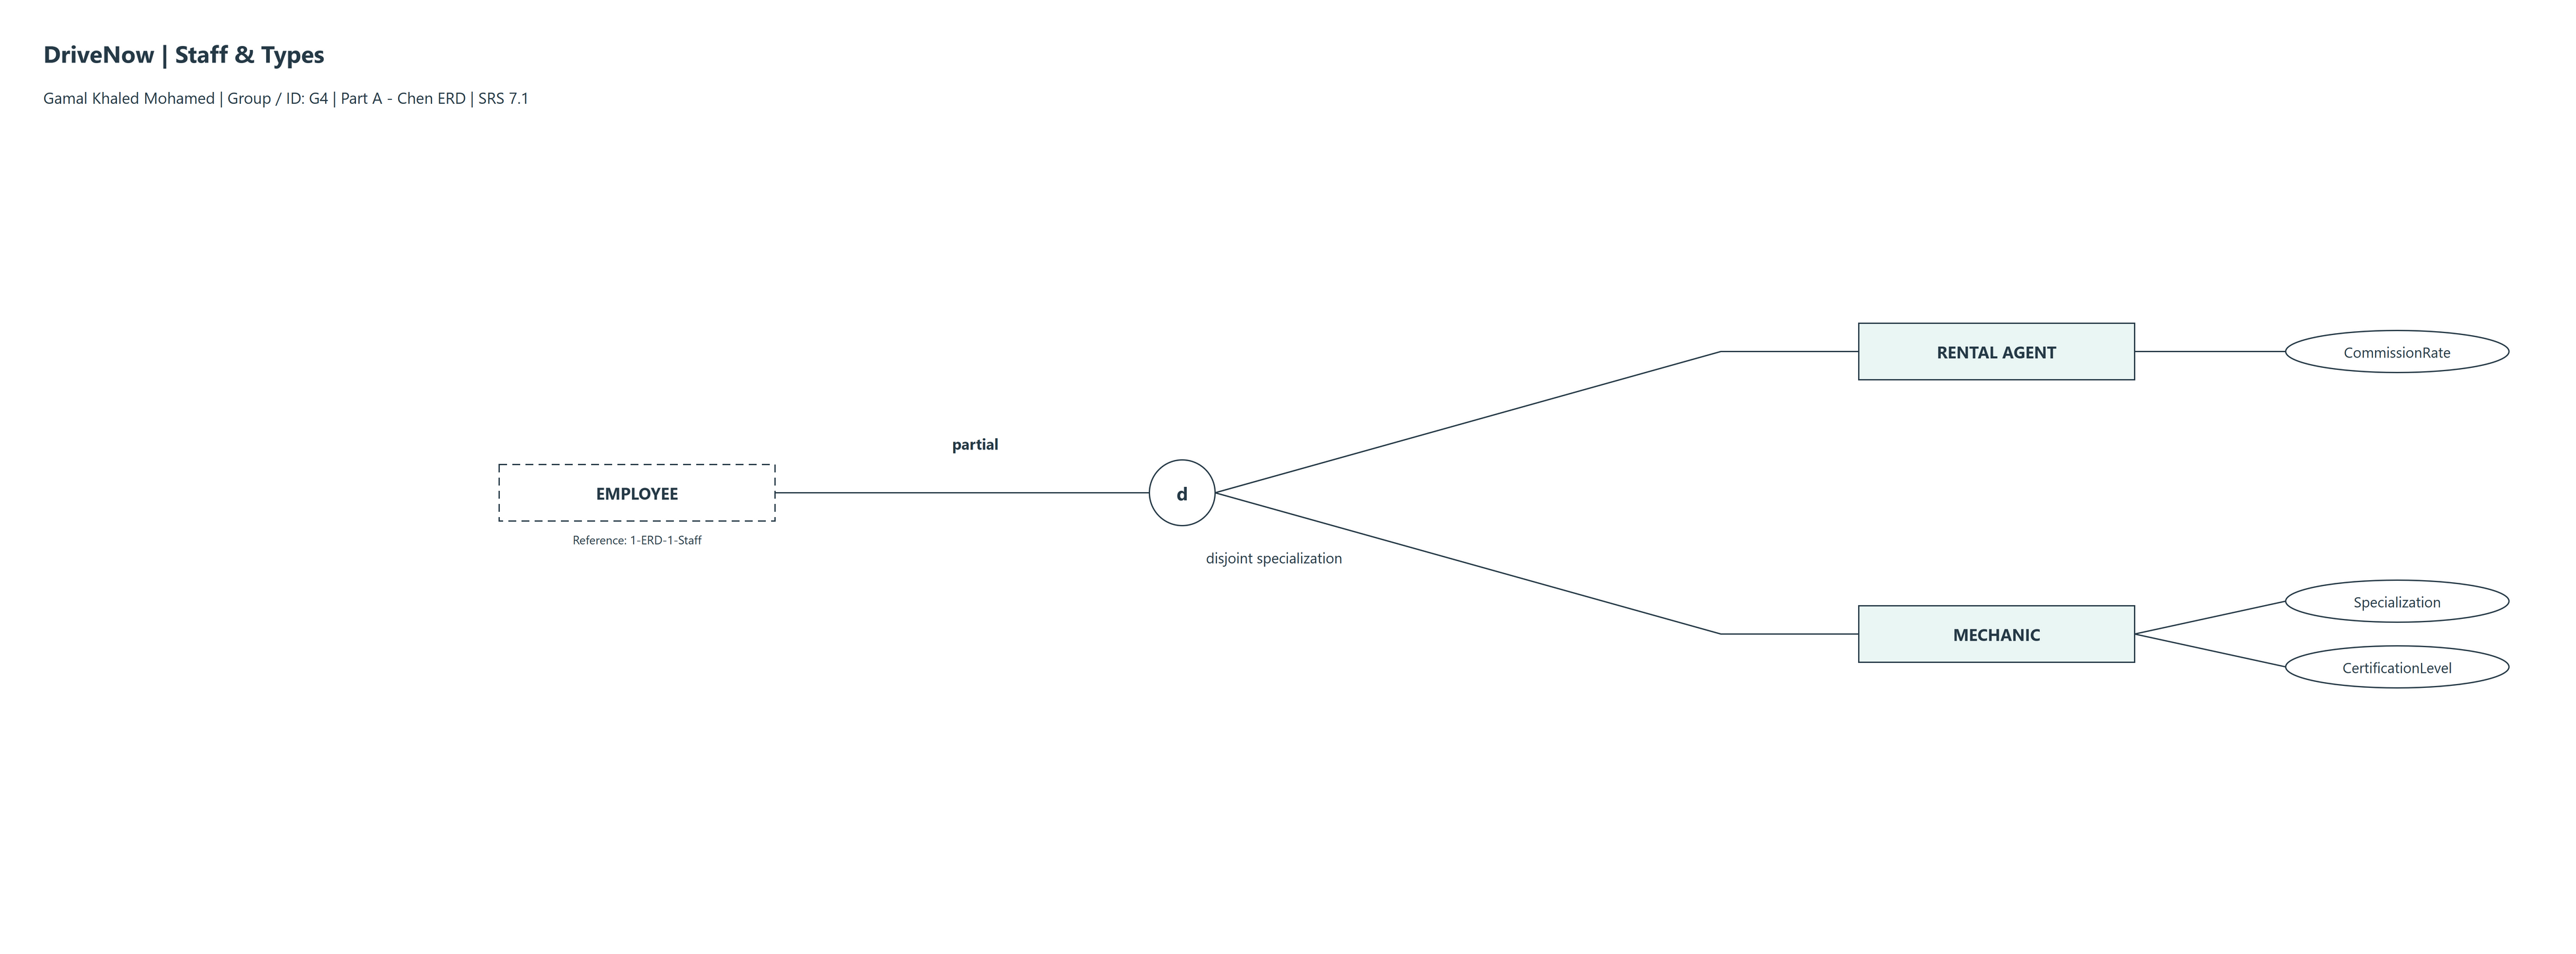 DriveNow | Staff & Types
Gamal Khaled Mohamed | Group / ID: G4 | Part A - Chen ERD | SRS 7.1
RENTAL AGENT
CommissionRate
partial
EMPLOYEE
d
Reference: 1-ERD-1-Staff
disjoint specialization
Specialization
MECHANIC
CertificationLevel